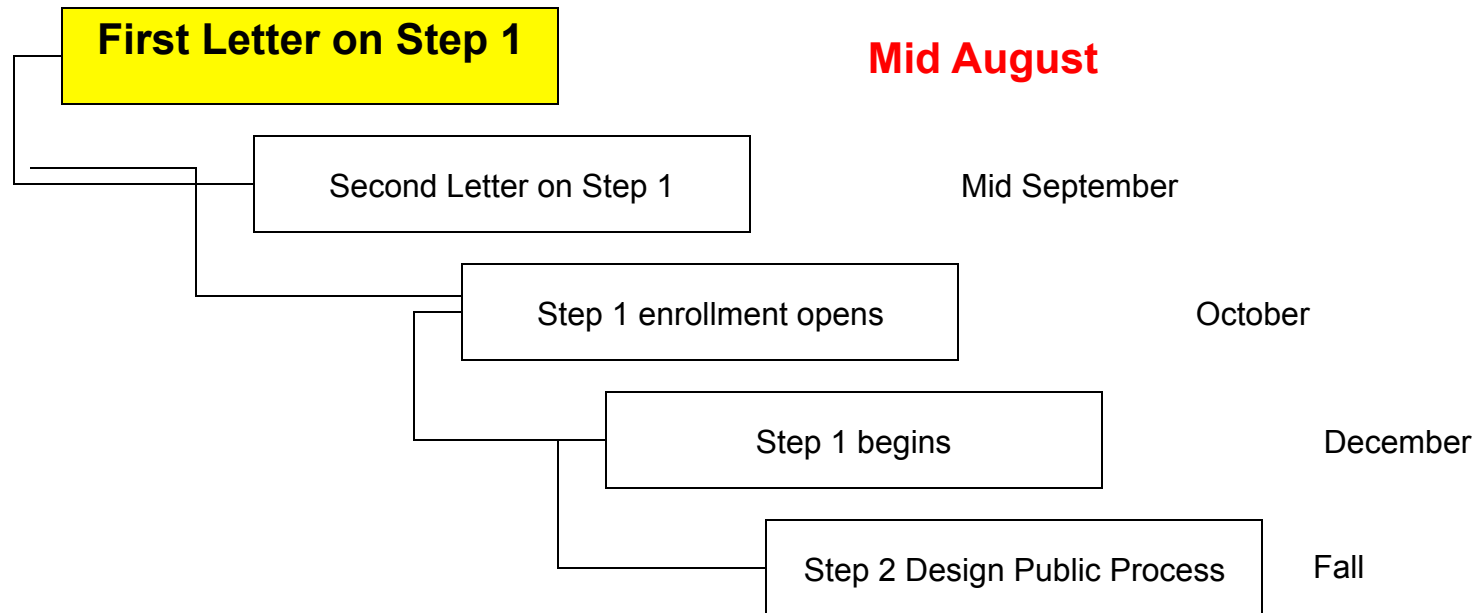 First Letter on Step 1
Mid August
Second Letter on Step 1
Mid September
Step 1 enrollment opens
October
Step 1 begins
December
Step 2 Design Public Process
Fall